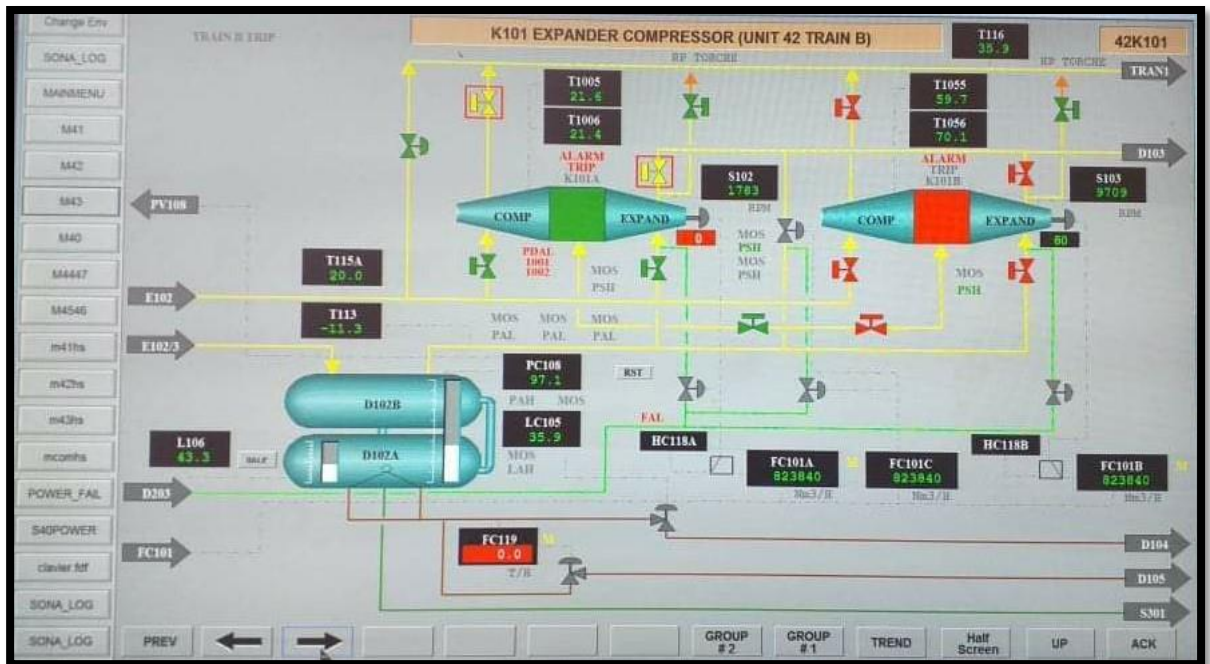 Change Env
SONA_LOG
MAINMENU
M41
M42
M43
M40
M4447
M4546
m41hs
m42hs
m43hs
mcomhs
POWER_FAIL
S40POWER
clavier.fdf
SONA_LOG
SONA_LOG
TRAIN B TRIP
K101 EXPANDER COMPRESSOR (UNIT 42 TRAIN B)
T116
35.9
42K101
HP TORCHE
HP TORCHE
TRAN1
T1005
21.6
T1006
21.4
T1055
59.7
T1056
70.1
D103
ALARM
TRIP
K101A
ALARM
TRIP
K101B
S102
1783
RPM
S103
9709
RPM
PV108
COMP
EXPAND
0
COMP
EXPAND
60
PDAL
1001
1002
MOS
PSH
MOS
PSH
MOS
PSH
MOS
PSH
T115A
20.0
E102
T113
-11.3
MOS
PAL
MOS
PAL
MOS
PAL
E102/3
PC108
97.1
RST
PAH
MOS
D102B
LC105
35.9
MOS
LAH
FAL
HC118A
HC118B
L106
43.3
D102A
FC101A
823840
M
Nm3/H
FC101C
823840
Nm3/H
FC101B
823840
M
Nm3/H
D203
FC119
0.0
M
T/H
FC101
D104
D105
S301
PREV
GROUP
# 2
GROUP
# 1
TREND
Half
Screen
UP
ACK